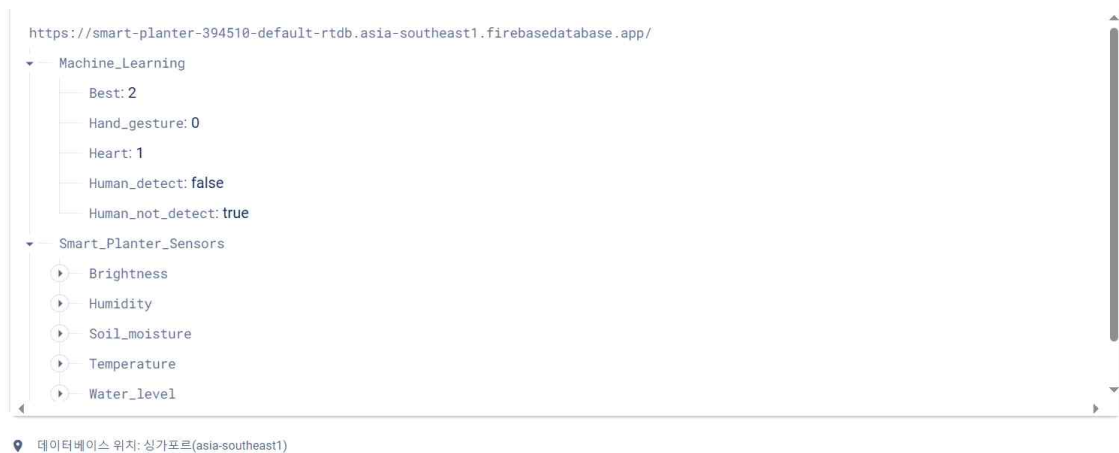 https://smart-planter-394510-default-rtdb.asia-southeast1.firebasedatabase.app/
Machine_Learning
Best: 2
Hand_gesture: 0
Heart: 1
Human_detect: false
Human_not_detect: true
Smart_Planter_Sensors
Brightness
Humidity
Soil_moisture
Temperature
Water_level
데이터베이스 위치: 싱가포르(asia-southeast1)